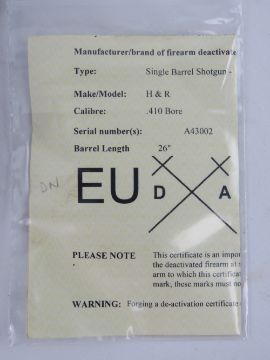 Manufacturer/brand of firearm deactivate
Type: Single Barrel Shotgun -
Make/Model: H & R
Calibre: .410 Bore
Serial number(s): A43002
Barrel Length 26"
DN
EU D A
PLEASE NOTE This certificate is an impor
the deactivated firearm at
arm to which this certificat
mark, these marks must no
WARNING: Forging a de-activation certificate